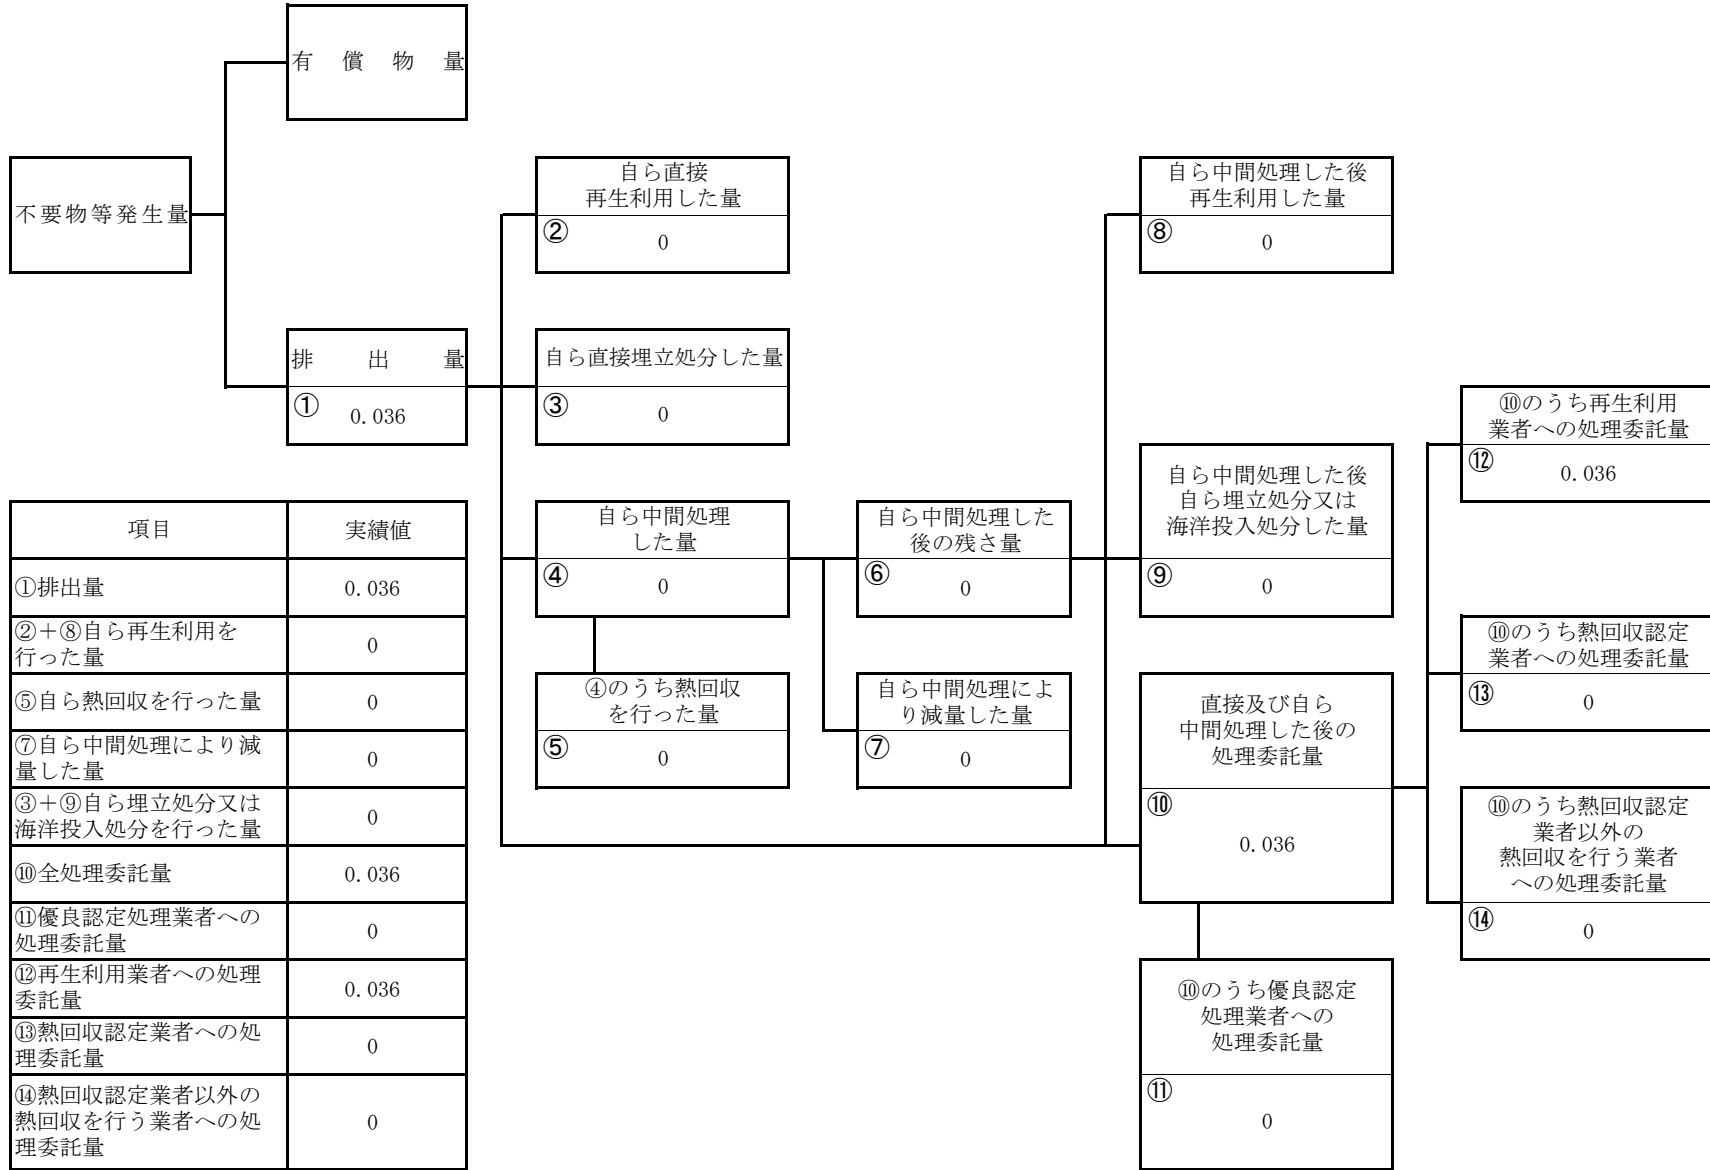 有償物量
不要物等発生量
自ら直接
再生利用した量
②
0
自ら中間処理した後
再生利用した量
⑧
0
排出量
①
0.036
自ら直接埋立処分した量
③
0
⑩のうち再生利用
業者への処理委託量
⑫
0.036
自ら中間処理した後
自ら埋立処分又は
海洋投入処分した量
⑨
0
自ら中間処理
した量
④
0
自ら中間処理した
後の残さ量
⑥
0
⑩のうち熱回収認定
業者への処理委託量
⑬
0
④のうち熱回収
を行った量
⑤
0
自ら中間処理によ
り減量した量
⑦
0
直接及び自ら
中間処理した後の
処理委託量
⑩
0.036
⑩のうち熱回収認定
業者以外の
熱回収を行う業者
への処理委託量
⑭
0
⑩のうち優良認定
処理業者への
処理委託量
⑪
0
項目 実績値
①排出量 0.036
②＋⑧自ら再生利用を
行った量 0
⑤自ら熱回収を行った量 0
⑦自ら中間処理により減
量した量 0
③＋⑨自ら埋立処分又は
海洋投入処分を行った量 0
⑩全処理委託量 0.036
⑪優良認定処理業者への
処理委託量 0
⑫再生利用業者への処理
委託量 0.036
⑬熱回収認定業者への処
理委託量 0
⑭熱回収認定業者以外の
熱回収を行う業者への処 0
理委託量